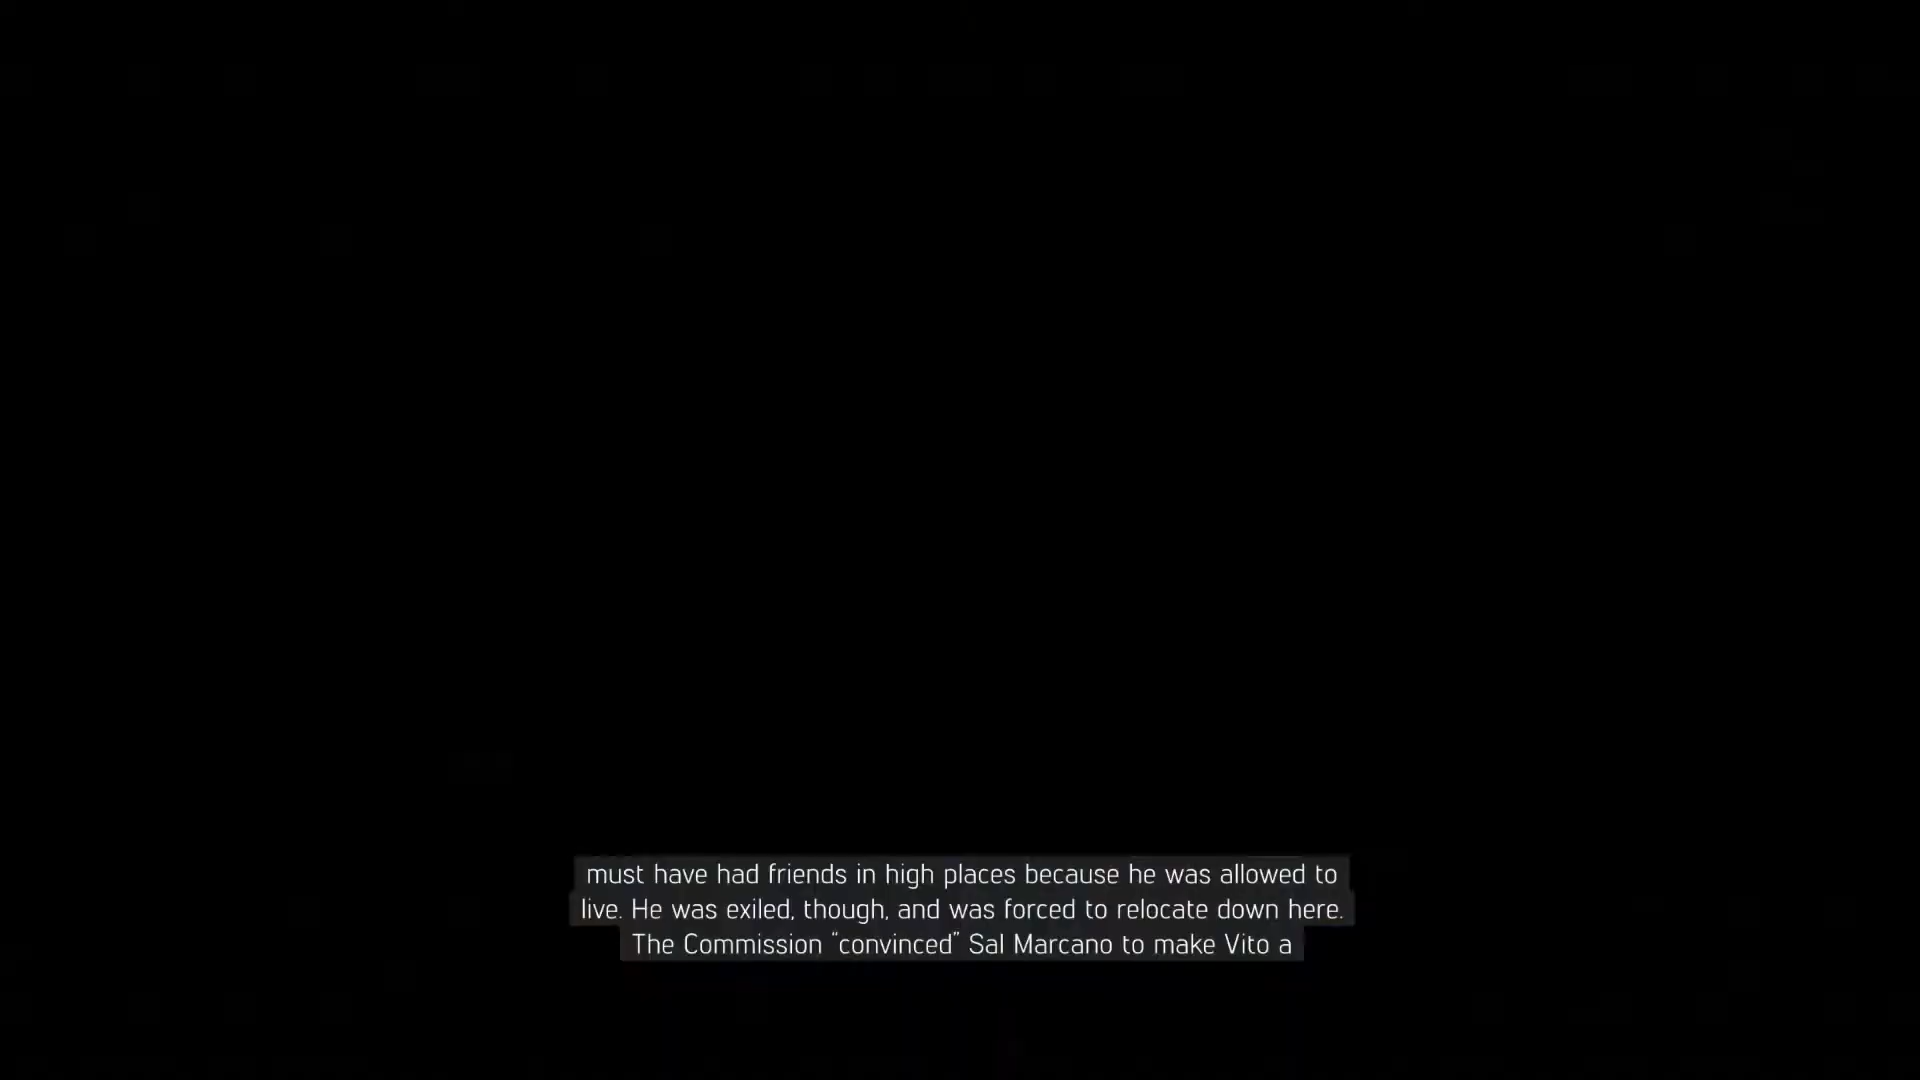 must have had friends in high places because he was allowed to
live. He was exiled, though, and was forced to relocate down here.
The Commission “convinced” Sal Marcano to make Vito a